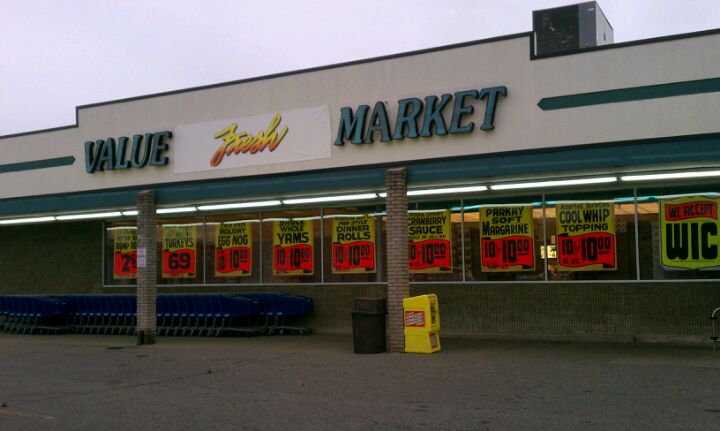 VALUE Fresh MARKET
TURKEYS
69
HOLIDAY
EGG NOG
10 10.00
WHOLE
YAMS
10 10.00
DINNER
ROLLS
10 10.00
CRANBERRY
SAUCE
10 10.00
PARKAY
SOFT
MARGARINE
10 10.00
Assorted Varieties
COOL WHIP
TOPPING
10 10.00
WE ACCEPT
WIC